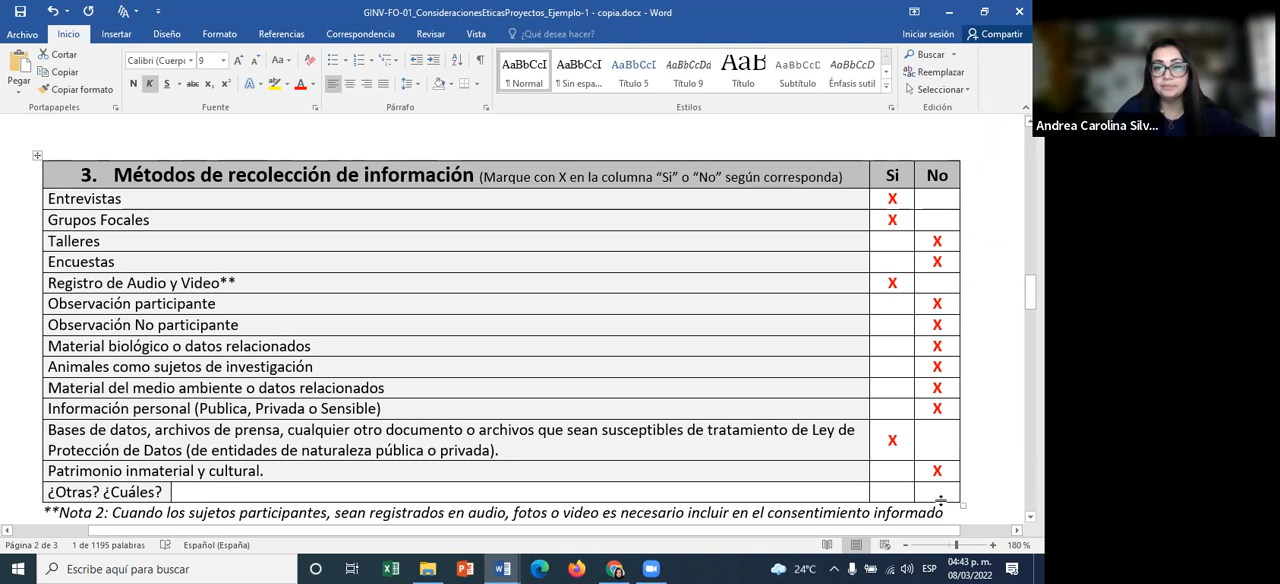 GINV-FO-01_ConsideracionesEticasProyectos_Ejemplo-1 - copia.docx - Word
Archivo Inicio Insertar Diseño Formato Referencias Correspondencia Revisar Vista ¿Qué desea hacer? Iniciar sesión Compartir
Pegar
Cortar
Copiar
Copiar formato
Portapapeles
Calibri (Cuerp 9
N K S abc x₂ x²
Fuente
Párrafo
AaBbCcI AaBbCcI AaBbCcI AaBbCcDa AaB AaBbCcD AaBbCcD
¶ Normal ¶ Sin espa... Título 5 Título 9 Título Subtítulo Énfasis sutil
Estilos
Buscar
Reemplazar
Seleccionar
Edición
Andrea Carolina Silv...
3. Métodos de recolección de información (Marque con X en la columna “Si” o “No” según corresponda) Si No
Entrevistas X
Grupos Focales X
Talleres X
Encuestas X
Registro de Audio y Video** X
Observación participante X
Observación No participante X
Material biológico o datos relacionados X
Animales como sujetos de investigación X
Material del medio ambiente o datos relacionados X
Información personal (Publica, Privada o Sensible) X
Bases de datos, archivos de prensa, cualquier otro documento o archivos que sean susceptibles de tratamiento de Ley de
Protección de Datos (de entidades de naturaleza pública o privada). X
Patrimonio inmaterial y cultural. X
¿Otras? ¿Cuáles?
**Nota 2: Cuando los sujetos participantes, sean registrados en audio, fotos o video es necesario incluir en el consentimiento informado
Página 2 de 3 1 de 1195 palabras Español (España) 180 %
Escribe aquí para buscar 24°C ESP 04:43 p. m.
08/03/2022